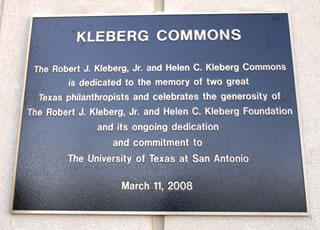 KLEBERG COMMONS
The Robert J. Kleberg, Jr. and Helen C. Kleberg Commons
is dedicated to the memory of two great
Texas philanthropists and celebrates the generosity of
The Robert J. Kleberg, Jr. and Helen C. Kleberg Foundation
and its ongoing dedication
and commitment to
The University of Texas at San Antonio
March 11, 2008